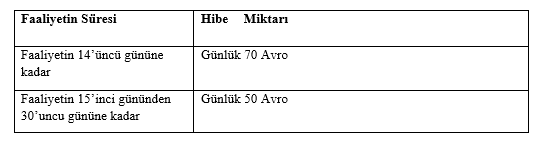 Faaliyetin Süresi
Hibe Miktarı
Faaliyetin 14’üncü gününe
kadar
Günlük 70 Avro
Faaliyetin 15’inci gününden
30’uncu gününe kadar
Günlük 50 Avro